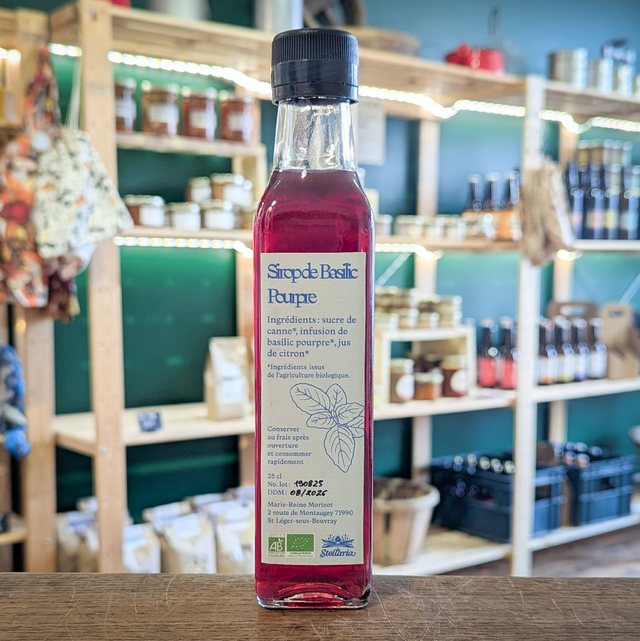 Sirop de Basilic
Pourpre
Ingrédients : sucre de
canne*, infusion de
basilic pourpre*, jus
de citron*
*Ingrédients issus
de l'agriculture biologique.
Conserver
au frais après
ouverture
et consommer
rapidement
25 cl
No. lot : 190825
DDM : 08/2026
Marie-Reine Morizot
2 route de Montaugey 71990
St Léger-sous-Beuvray
AB
Stellaria